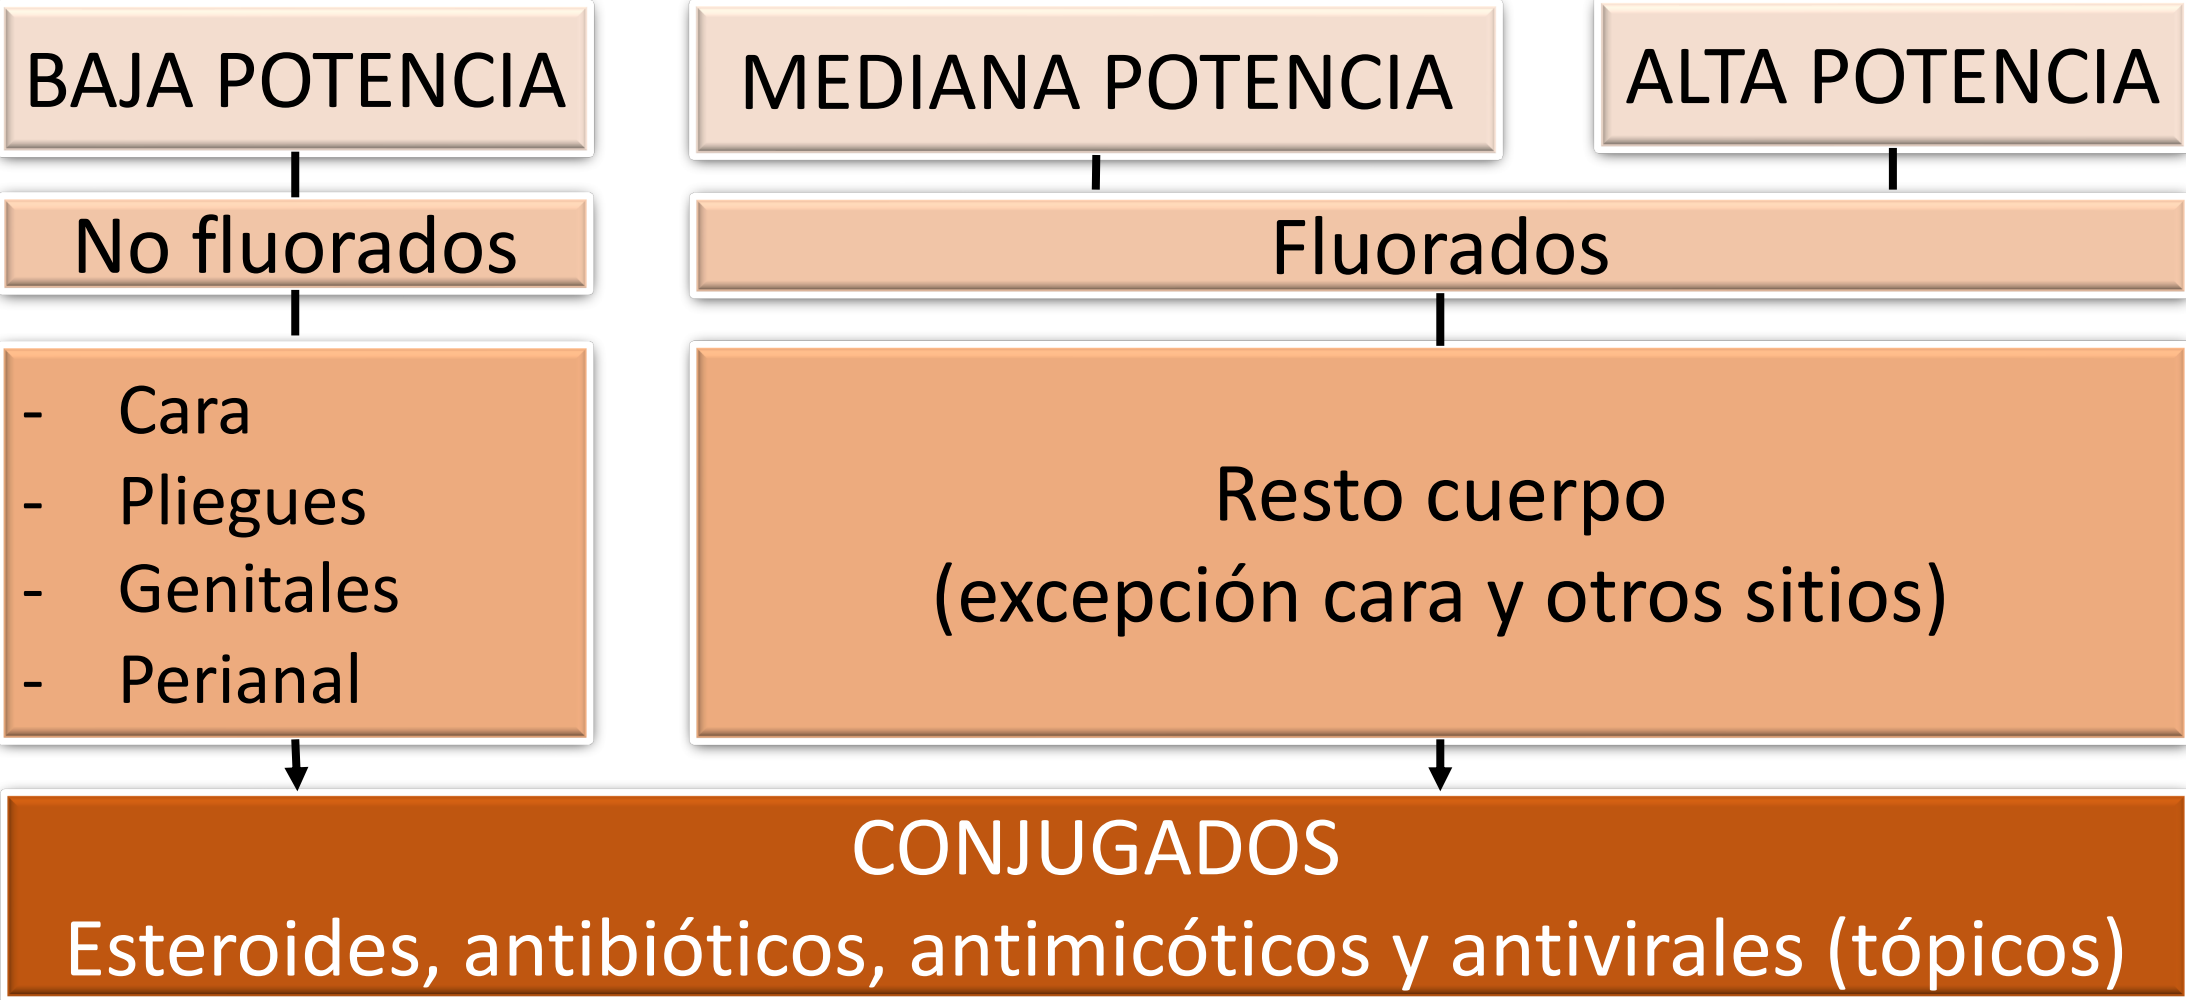 BAJA POTENCIA
MEDIANA POTENCIA
ALTA POTENCIA
No fluorados
Fluorados
- Cara
- Pliegues
- Genitales
- Perianal
Resto cuerpo
(excepción cara y otros sitios)
CONJUGADOS
Esteroides, antibióticos, antimicóticos y antivirales (tópicos)